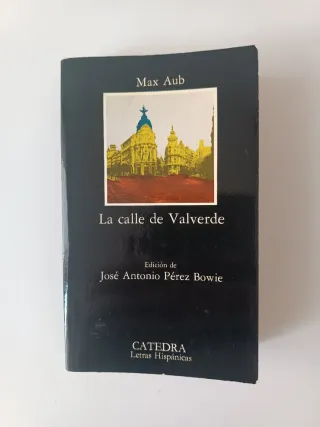 Max Aub
La calle de Valverde
Edición de
José Antonio Pérez Bowie
CATEDRA
Letras Hispánicas